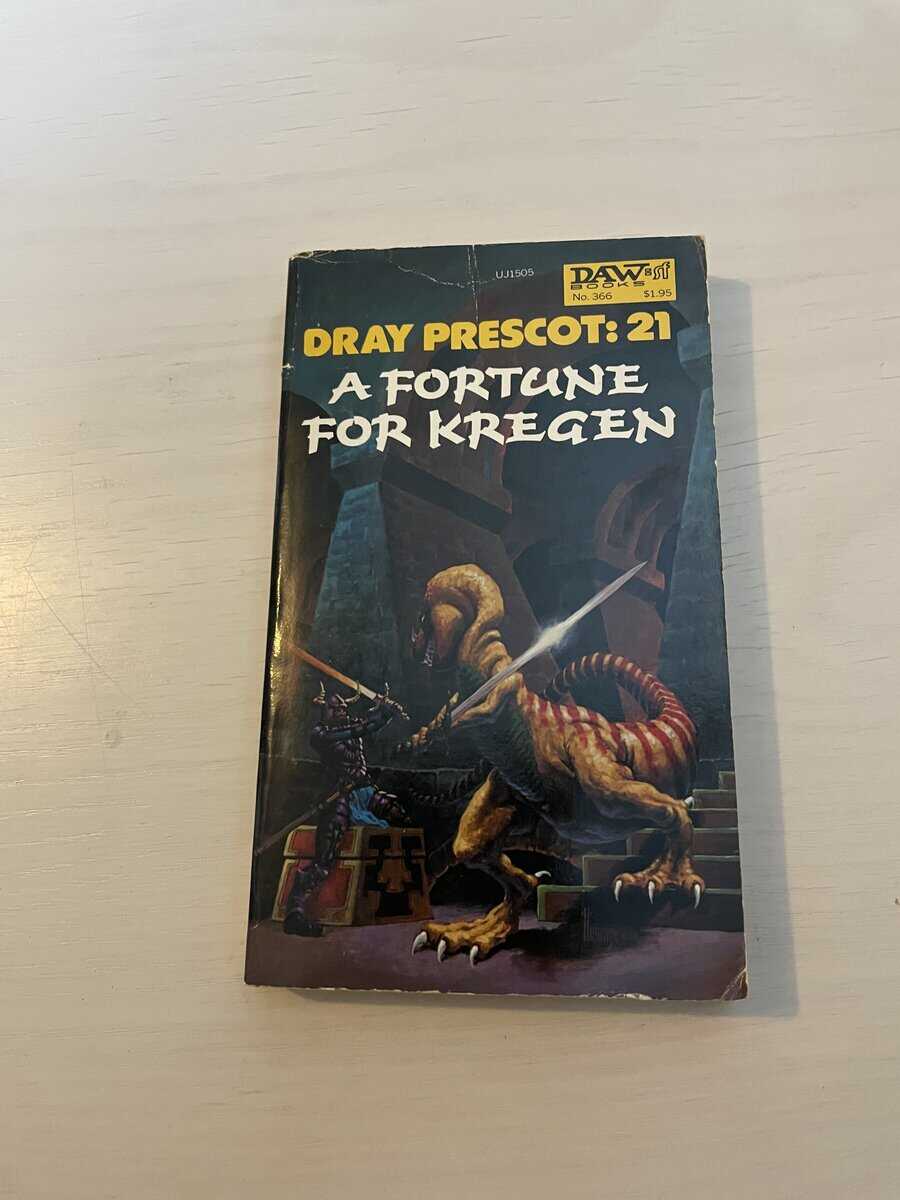 UJ1505
DAW sf
BOOKS
No. 366 $1.95
DRAY PRESCOT: 21
A FORTUNE
FOR KREGEN